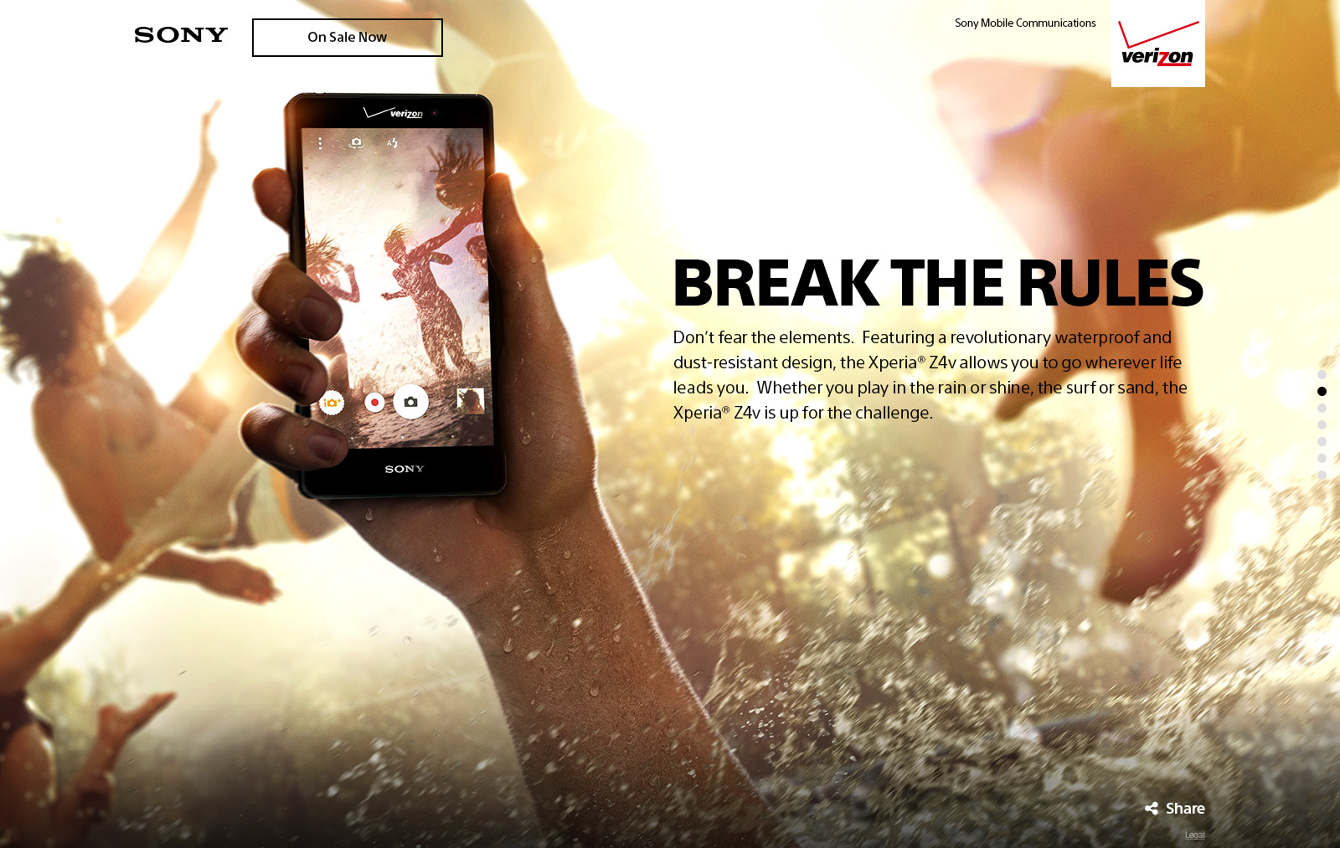 SONY
On Sale Now
Sony Mobile Communications
verizon
verizon
SONY
BREAK THE RULES
Don't fear the elements.  Featuring a revolutionary waterproof and
dust-resistant design, the Xperia® Z4v allows you to go wherever life
leads you.  Whether you play in the rain or shine, the surf or sand, the
Xperia® Z4v is up for the challenge.
Share
Legal